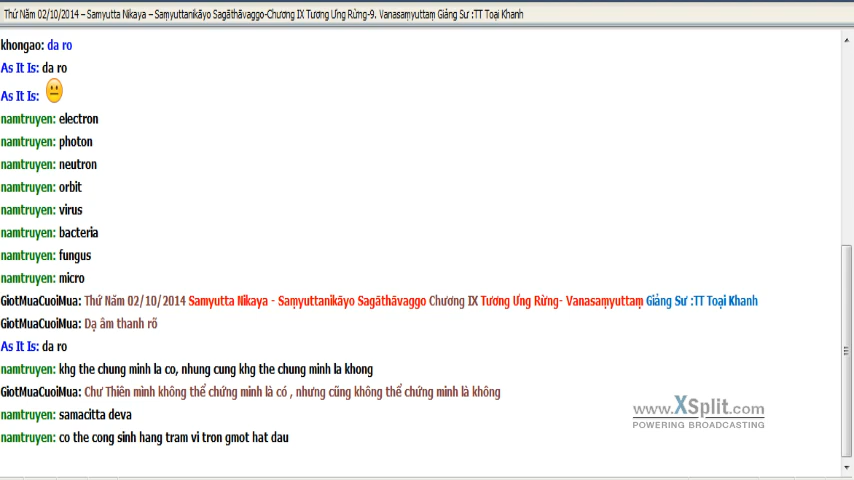 Thứ Năm 02/10/2014 – Saṃyutta Nikaya – Saṃyuttanikāyo Sagāthāvaggo-Chương IX Tương Ưng Rừng-9. Vanasaṃyuttaṃ Giảng Sư :TT Toại Khanh
khongao: da ro
As It Is: da ro
As It Is:
namtruyen: electron
namtruyen: photon
namtruyen: neutron
namtruyen: orbit
namtruyen: virus
namtruyen: bacteria
namtruyen: fungus
namtruyen: micro
GiotMuaCuoiMua: Thứ Năm 02/10/2014 Saṃyutta Nikaya - Saṃyuttanikāyo Sagāthāvaggo Chương IX Tương Ưng Rừng- Vanasaṃyuttaṃ Giảng Sư :TT Toại Khanh
GiotMuaCuoiMua: Dạ âm thanh rõ
As It Is: da ro
namtruyen: khg the chung minh la co, nhung cung khg the chung minh la khong
GiotMuaCuoiMua: Chư Thiên mình không thể chứng minh là có , nhưng cũng không thể chứng minh là không
namtruyen: samacitta deva
namtruyen: co the cong sinh hang tram vi tron gmot hat dau
www.XSplit.com
POWERING BROADCASTING